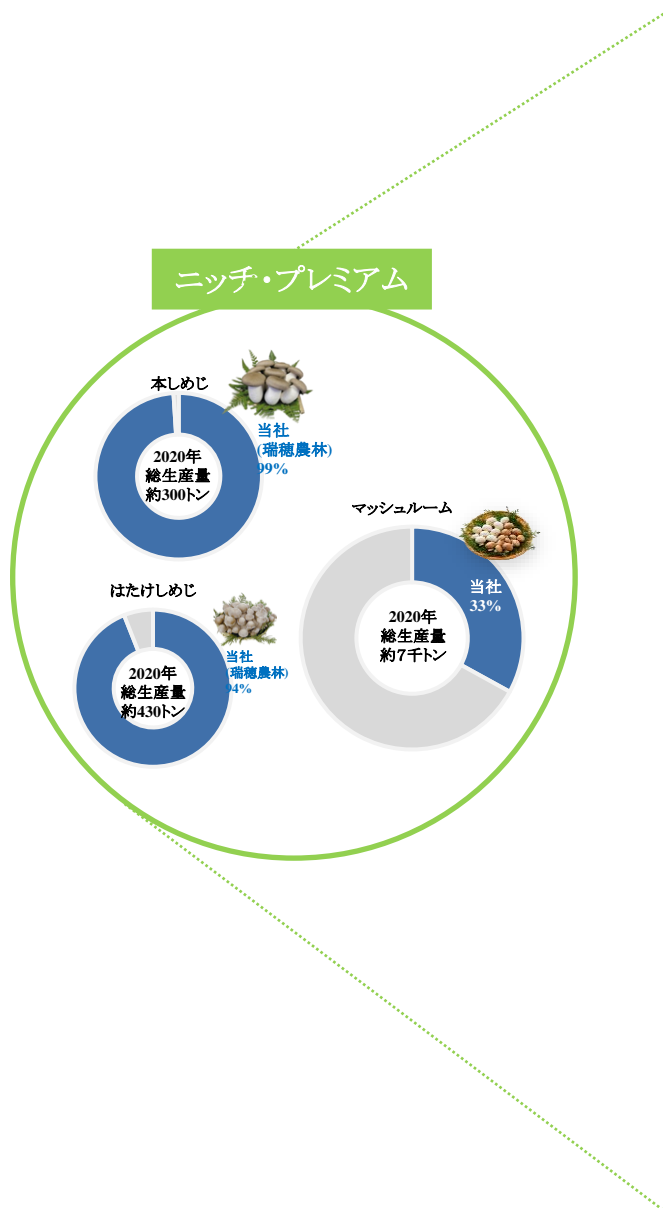 ニッチ・プレミアム
本しめじ
当社
(瑞穂農林)
99%
2020年
総生産量
約300トン
マッシュルーム
当社
33%
2020年
総生産量
約7千トン
はたけしめじ
当社
(瑞穂農林)
94%
2020年
総生産量
約430トン